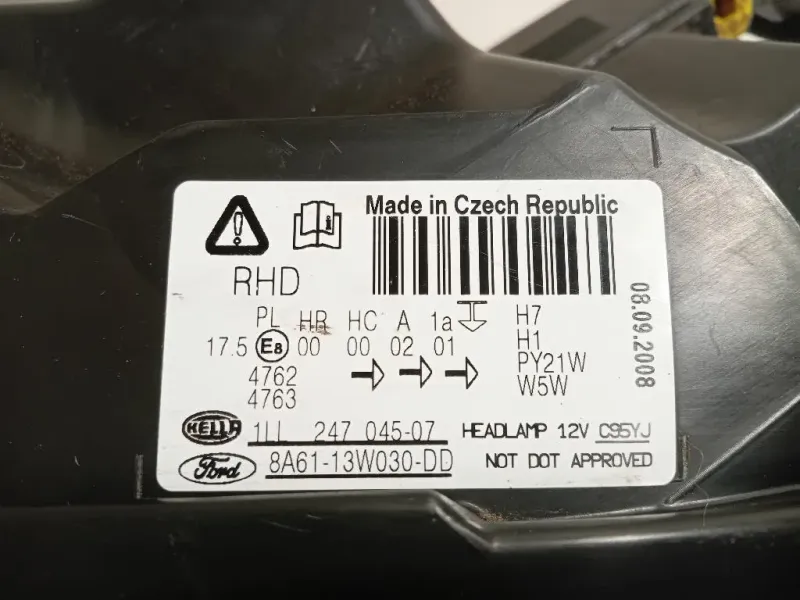 Made in Czech Republic
RHD
PL HR HC A 1a H7
17.5 E8 00 00 02 01 H1
PY21W
4762 W5W
4763
08.09.2008
HELLA 1LL 247 045-07 HEADLAMP 12V C95YJ
Ford 8A61-13W030-DD NOT DOT APPROVED